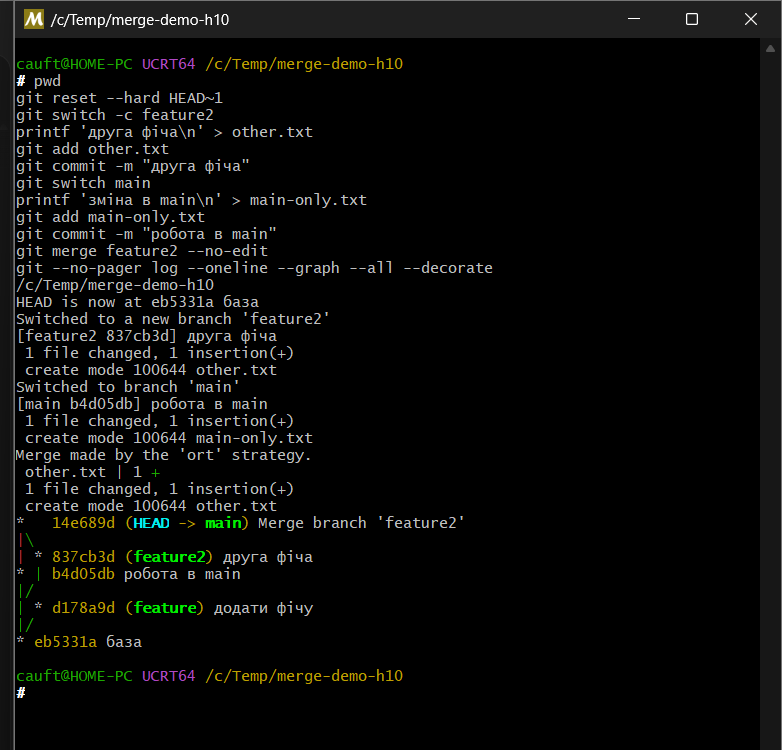 M /c/Temp/merge-demo-h10
cauft@HOME-PC UCRT64 /c/Temp/merge-demo-h10
# pwd
git reset --hard HEAD~1
git switch -c feature2
printf 'друга фіча\n' > other.txt
git add other.txt
git commit -m "друга фіча"
git switch main
printf 'зміна в main\n' > main-only.txt
git add main-only.txt
git commit -m "робота в main"
git merge feature2 --no-edit
git --no-pager log --oneline --graph --all --decorate
/c/Temp/merge-demo-h10
HEAD is now at eb5331a база
Switched to a new branch 'feature2'
[feature2 837cb3d] друга фіча
 1 file changed, 1 insertion(+)
 create mode 100644 other.txt
Switched to branch 'main'
[main b4d05db] робота в main
 1 file changed, 1 insertion(+)
 create mode 100644 main-only.txt
Merge made by the 'ort' strategy.
 other.txt | 1 +
 1 file changed, 1 insertion(+)
 create mode 100644 other.txt
*   14e689d (HEAD -> main) Merge branch 'feature2'
|\
| * 837cb3d (feature2) друга фіча
* | b4d05db робота в main
|/
| * d178a9d (feature) додати фічу
|/
* eb5331a база
cauft@HOME-PC UCRT64 /c/Temp/merge-demo-h10
#